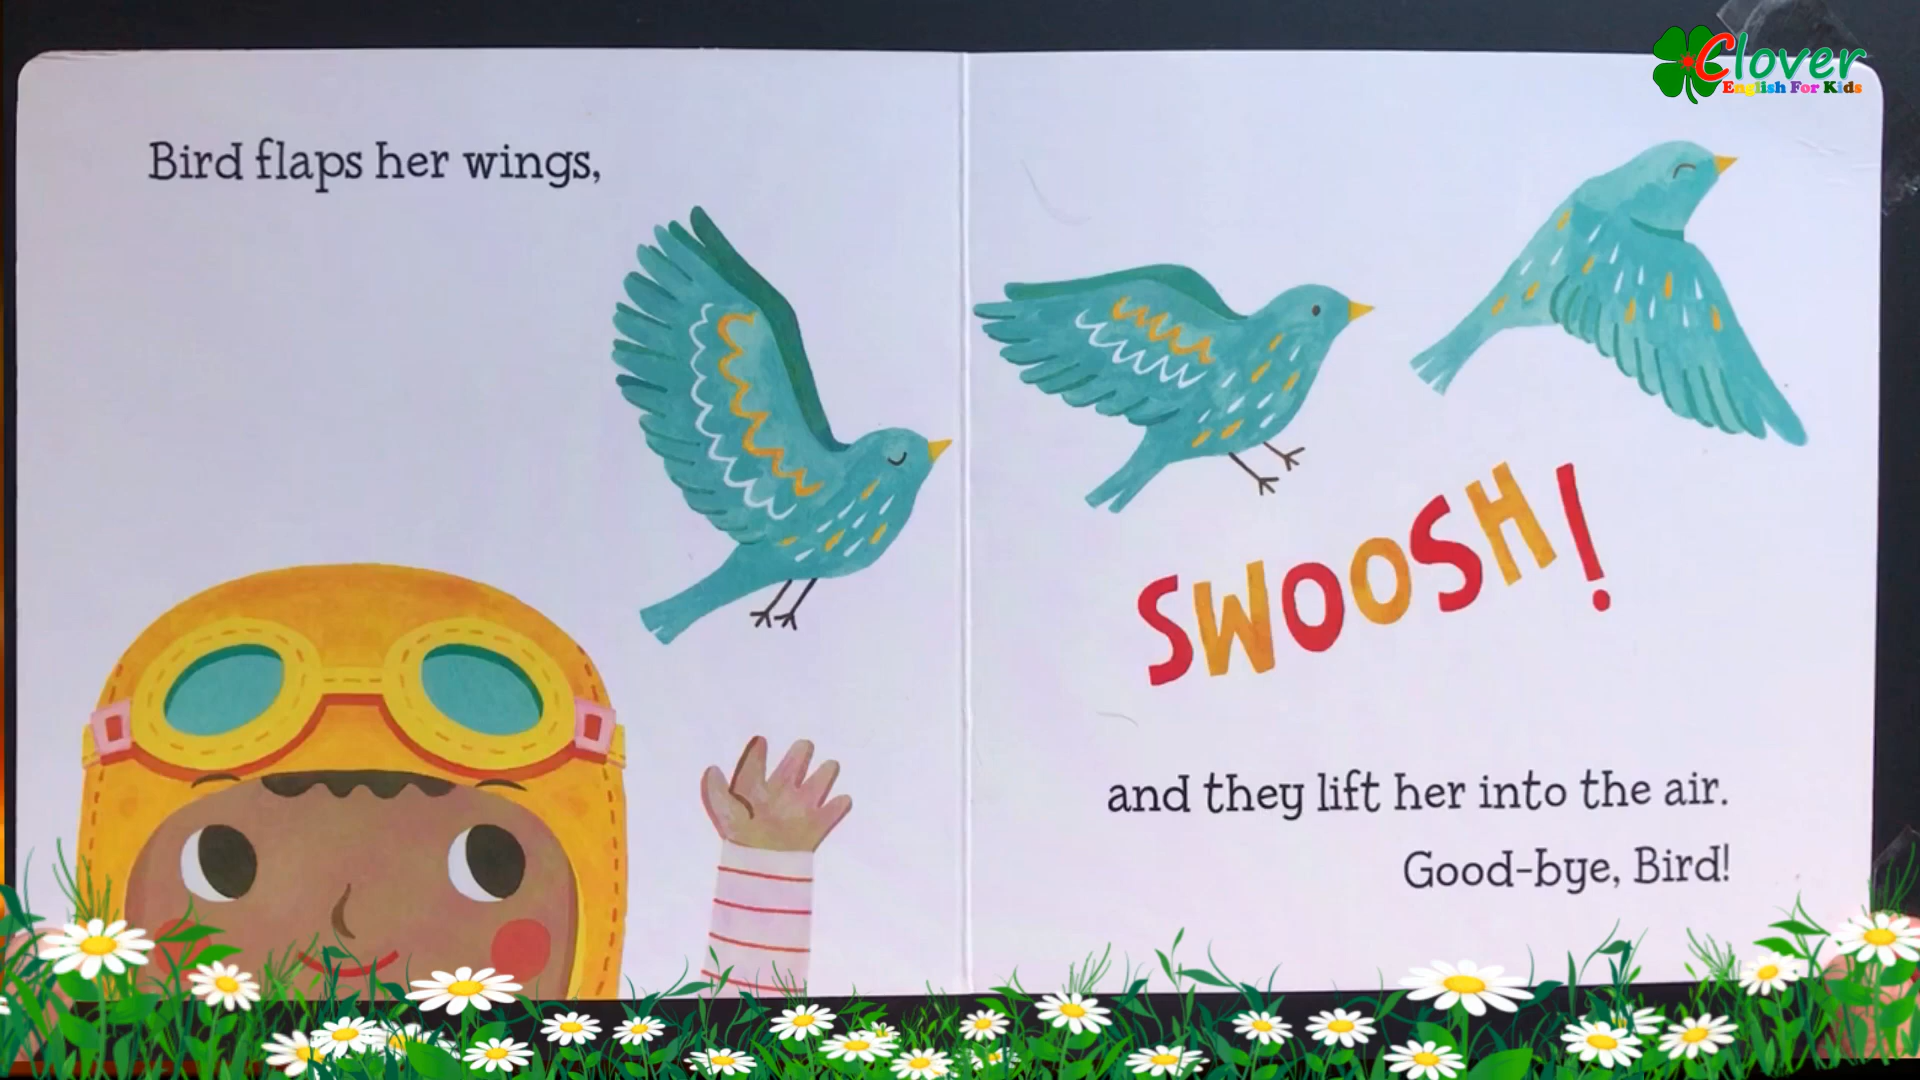 Clover
English For Kids
Bird flaps her wings,
SWOOSH!
and they lift her into the air.
Good-bye, Bird!